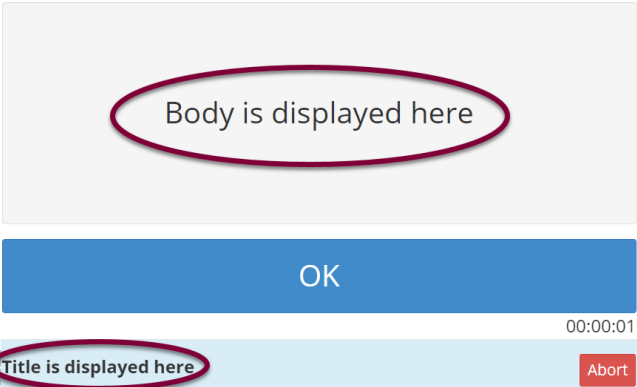 Body is displayed here
OK
00:00:01
Title is displayed here
Abort